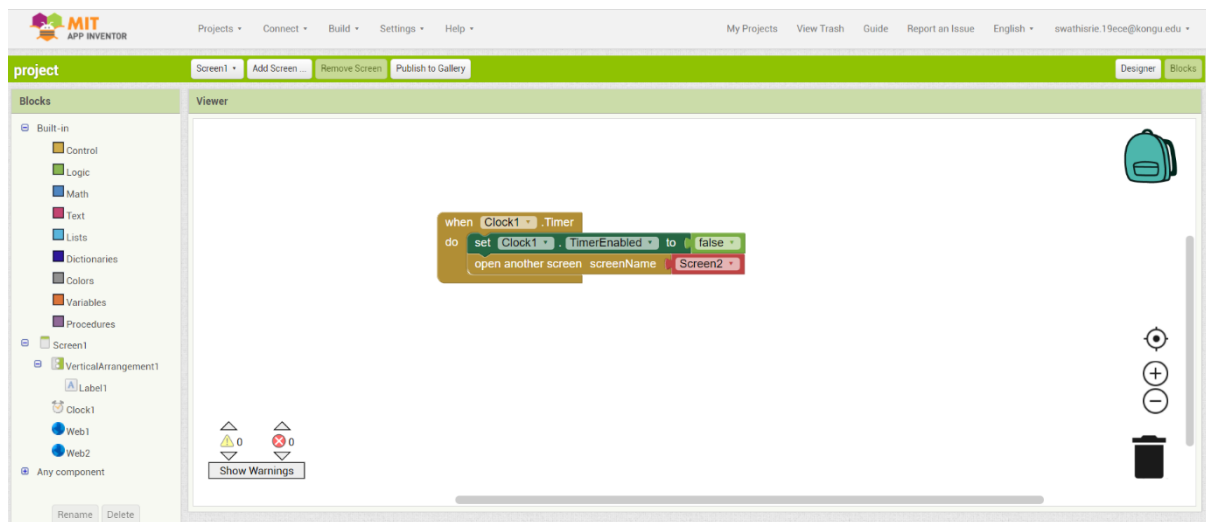 MIT
APP INVENTOR
Projects Connect Build Settings Help
My Projects View Trash Guide Report an Issue English swathisrie.19ece@kongu.edu
project
Screen1 Add Screen ... Remove Screen Publish to Gallery
Designer Blocks
Blocks
Viewer
Built-in
Control
Logic
Math
Text
Lists
Dictionaries
Colors
Variables
Procedures
Screen1
VerticalArrangement1
A Label1
Clock1
Web1
Web2
Any component
Rename Delete
when Clock1 .Timer
do set Clock1 . TimerEnabled to false
open another screen screenName Screen2
0 0
Show Warnings